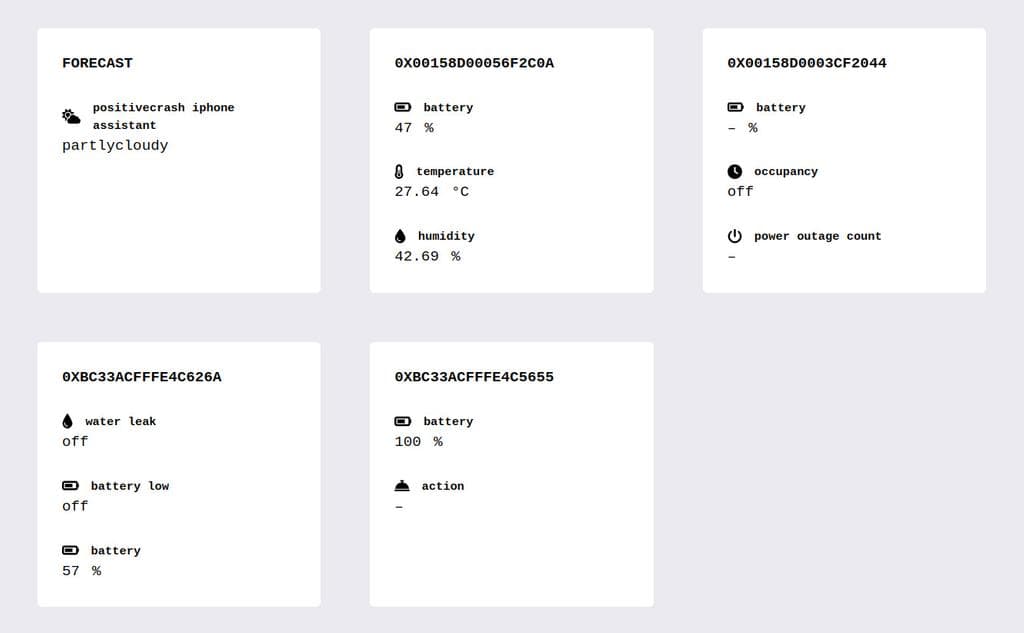 FORECAST
positivecrash iphone
assistant
partlycloudy
0X00158D00056F2C0A
battery
47 %
temperature
27.64 °C
humidity
42.69 %
0X00158D0003CF2044
battery
– %
occupancy
off
power outage count
–
0XBC33ACFFFE4C626A
water leak
off
battery low
off
battery
57 %
0XBC33ACFFFE4C5655
battery
100 %
action
–